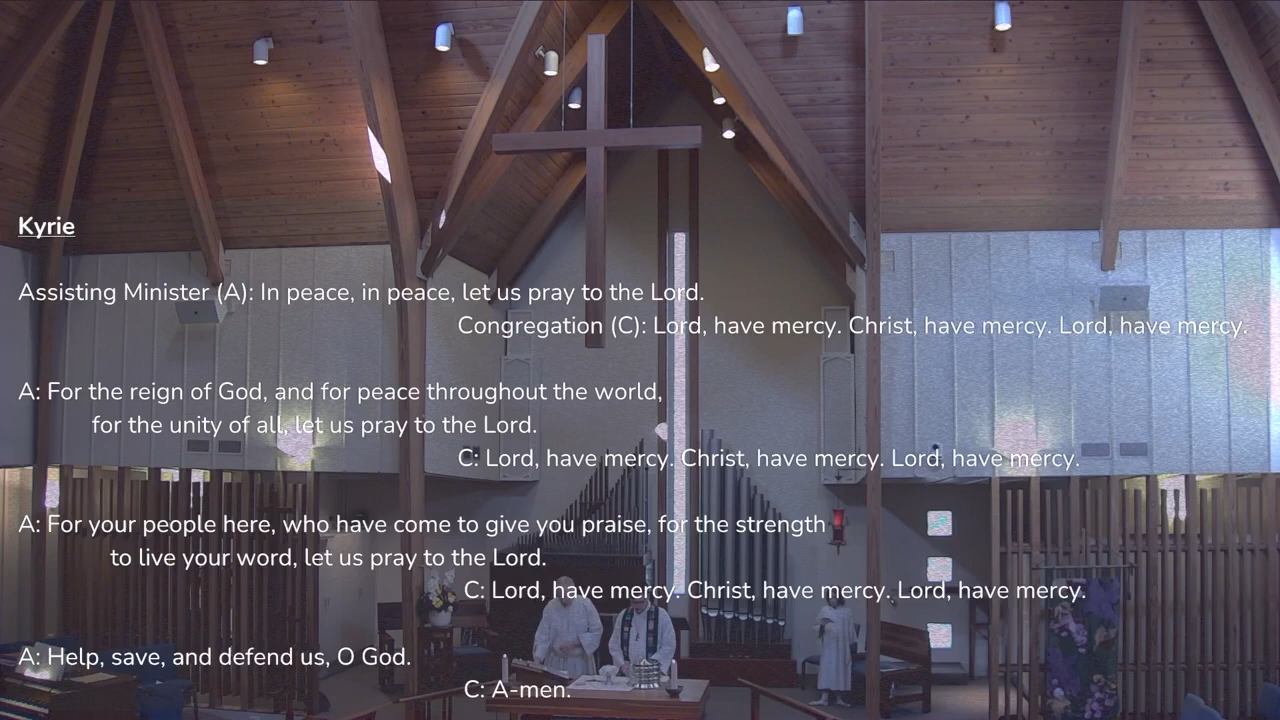 Kyrie
Assisting Minister (A): In peace, in peace, let us pray to the Lord.
Congregation (C): Lord, have mercy. Christ, have mercy. Lord, have mercy.
A: For the reign of God, and for peace throughout the world,
for the unity of all, let us pray to the Lord.
C: Lord, have mercy. Christ, have mercy. Lord, have mercy.
A: For your people here, who have come to give you praise, for the strength
to live your word, let us pray to the Lord.
C: Lord, have mercy. Christ, have mercy. Lord, have mercy.
A: Help, save, and defend us, O God.
C: A-men.